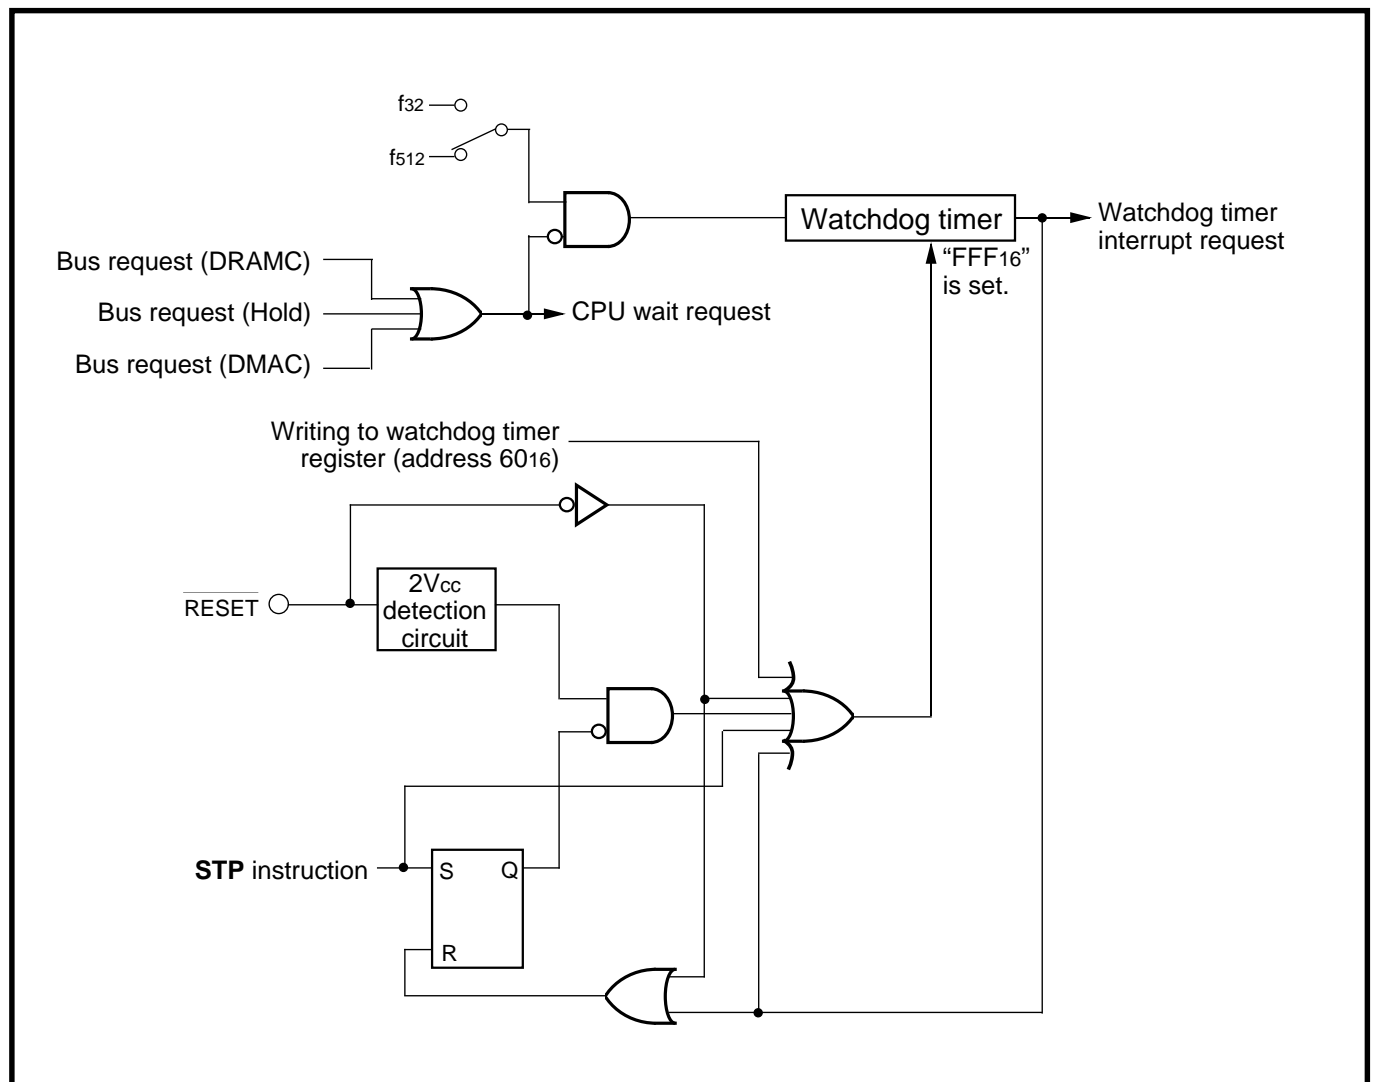 f32
f512
Watchdog timer
Watchdog timer
interrupt request
“FFF16”
is set.
Bus request (DRAMC)
Bus request (Hold)
CPU wait request
Bus request (DMAC)
Writing to watchdog timer
register (address 6016)
RESET
2Vcc
detection
circuit
STP instruction
S Q
R